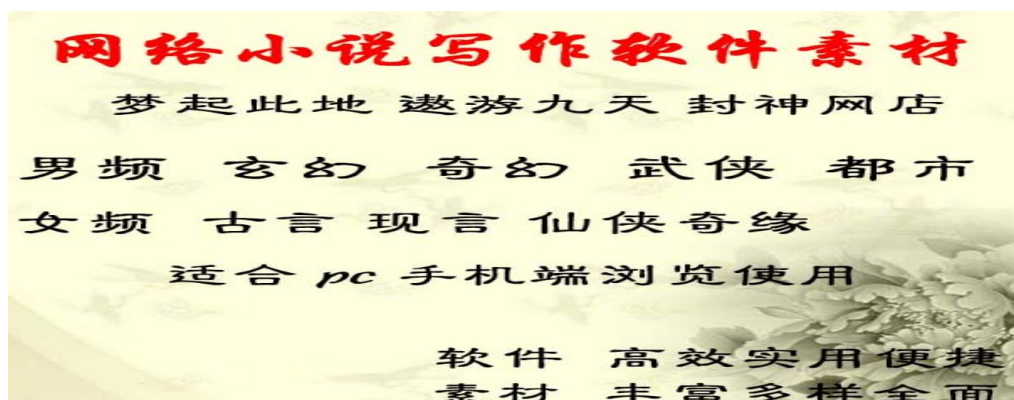 网络小说写作软件素材
梦起此地 遨游九天 封神网店
男频 玄幻 奇幻 武侠 都市
女频 古言 现言 仙侠奇缘
适合 pc 手机端浏览使用
软件 高效实用便捷
素材 丰富多样全面